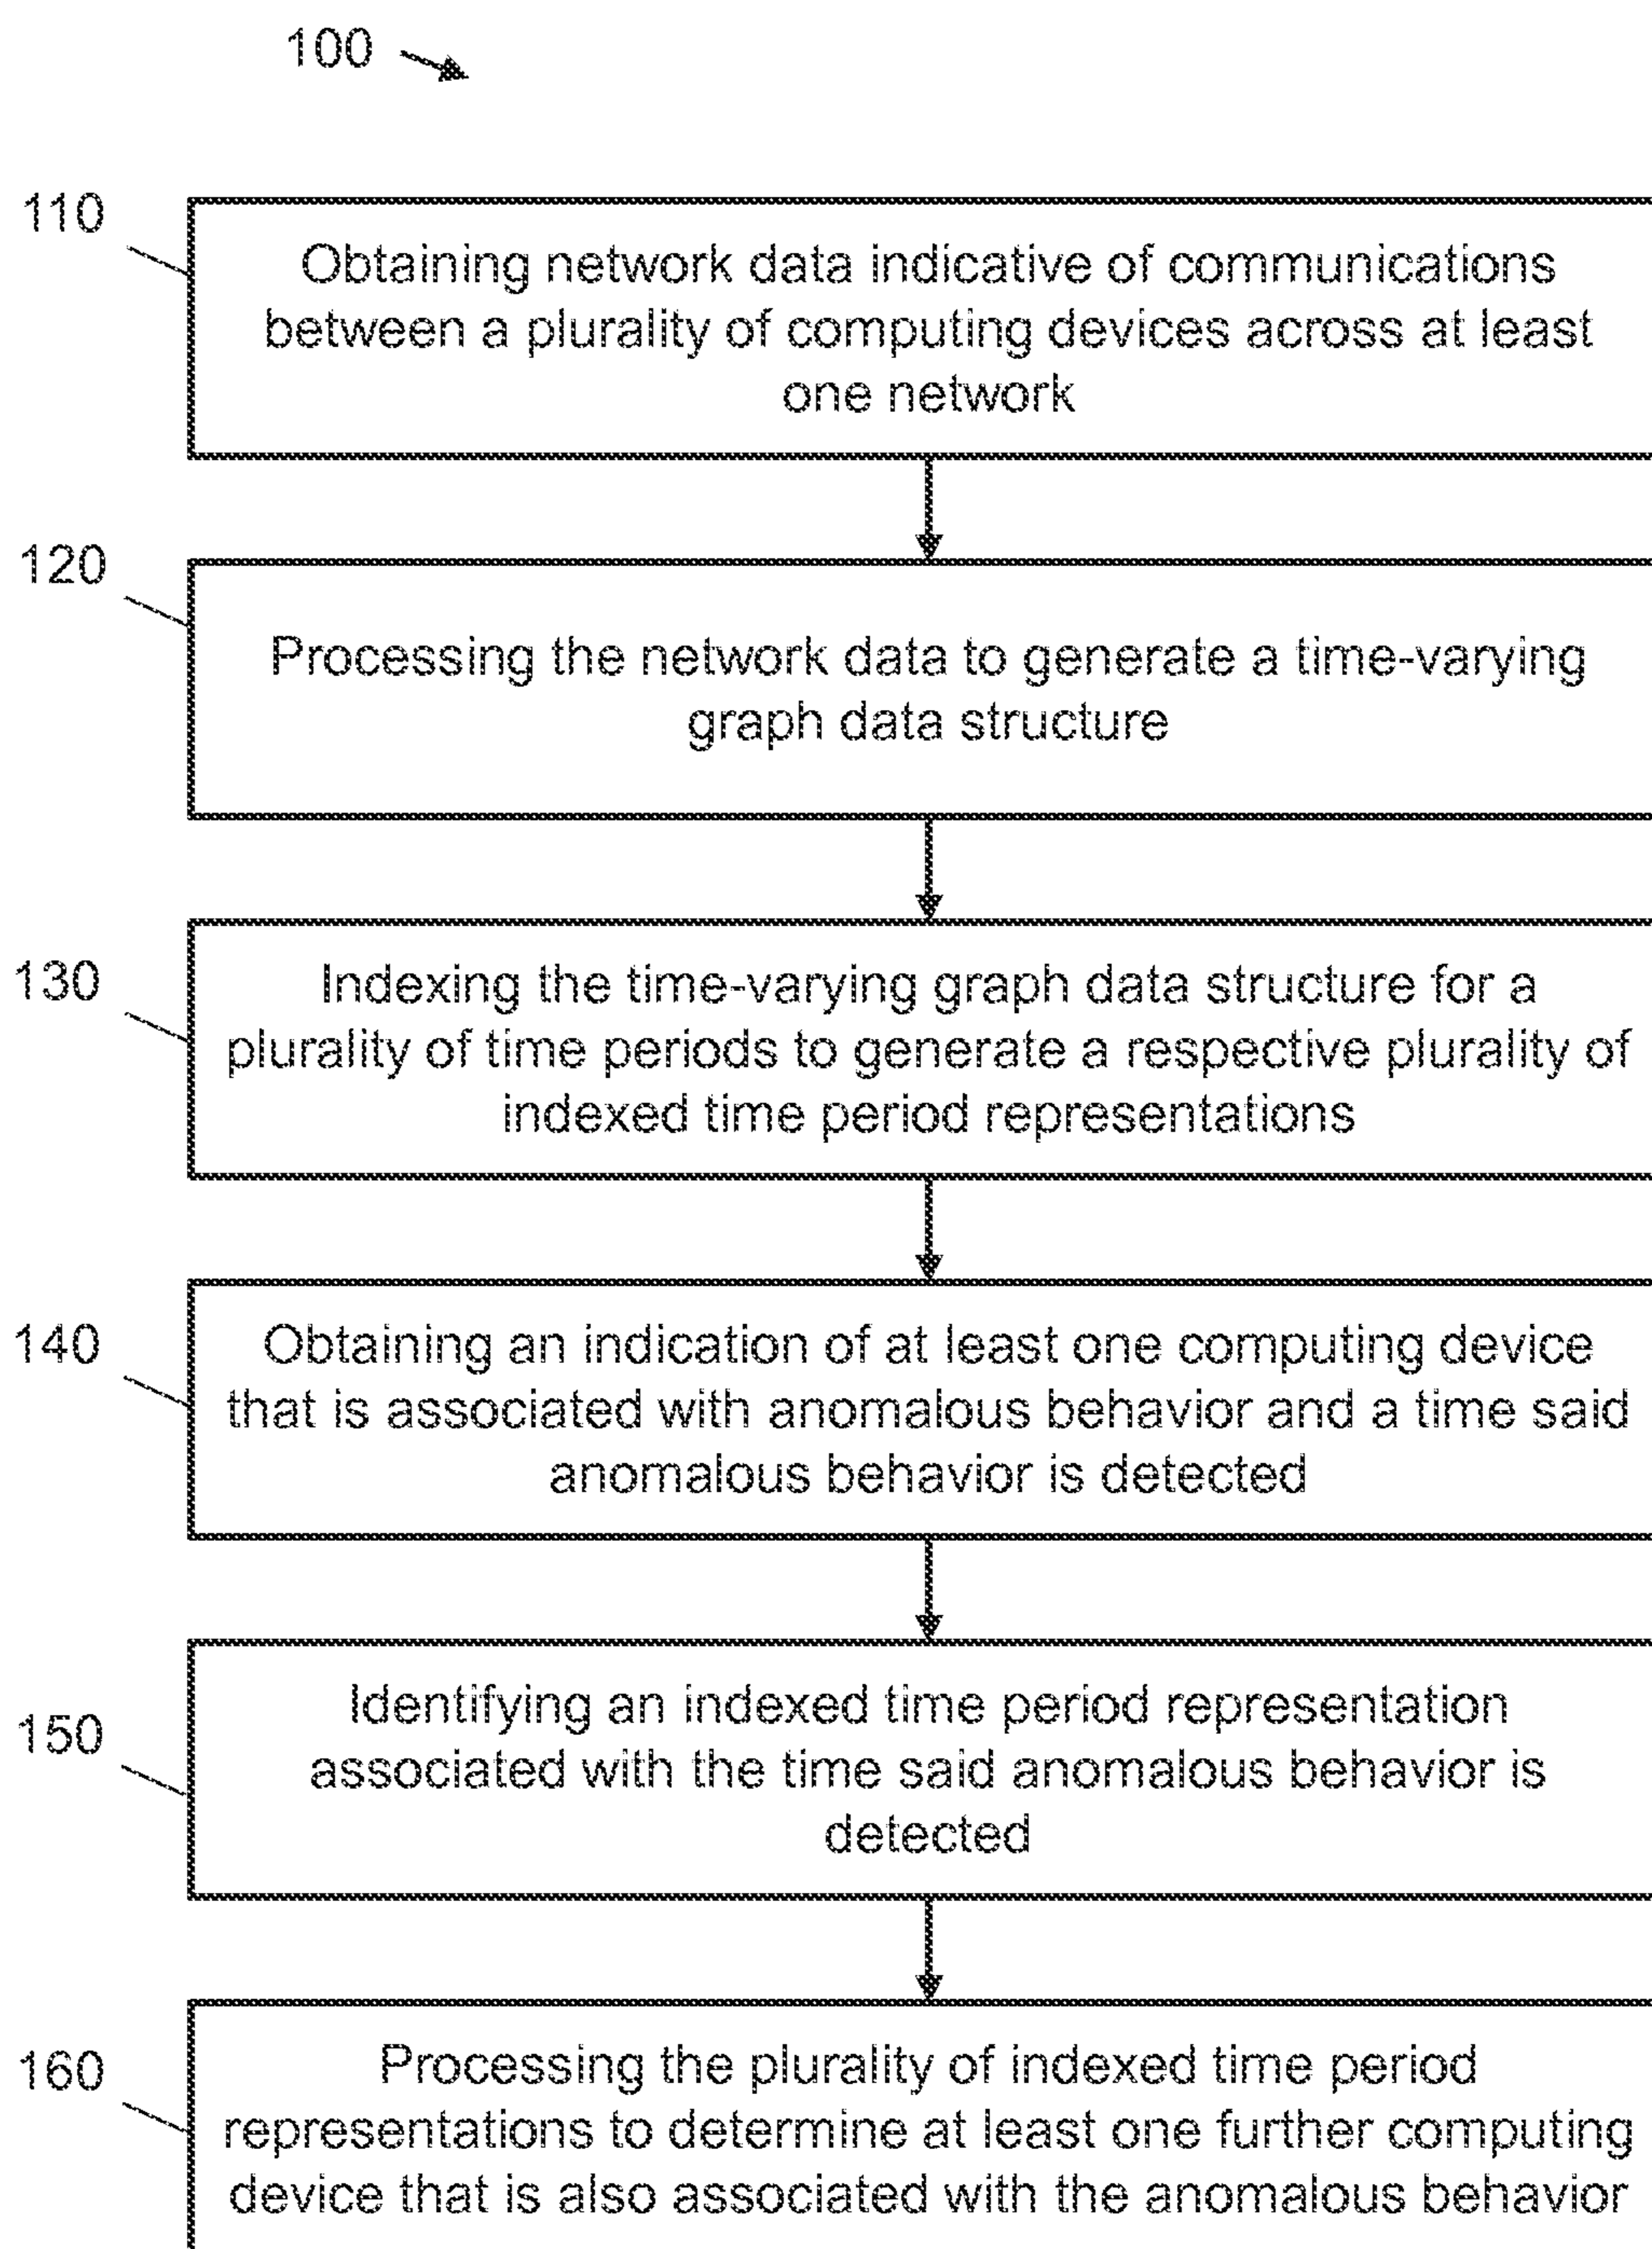 100
110
Obtaining network data indicative of communications
between a plurality of computing devices across at least
one network
120
Processing the network data to generate a time-varying
graph data structure
130
Indexing the time-varying graph data structure for a
plurality of time periods to generate a respective plurality of
indexed time period representations
140
Obtaining an indication of at least one computing device
that is associated with anomalous behavior and a time said
anomalous behavior is detected
150
Identifying an indexed time period representation
associated with the time said anomalous behavior is
detected
160
Processing the plurality of indexed time period
representations to determine at least one further computing
device that is also associated with the anomalous behavior